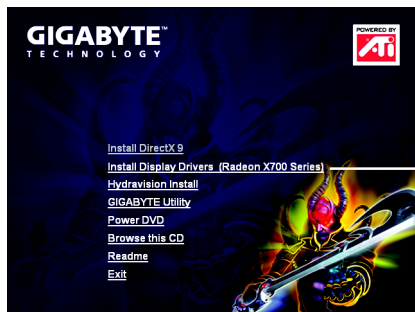 GIGABYTE™
TECHNOLOGY
POWERED BY
ATi
Install DirectX 9
Install Display Drivers (Radeon X700 Series)
Hydravision Install
GIGABYTE Utility
Power DVD
Browse this CD
Readme
Exit